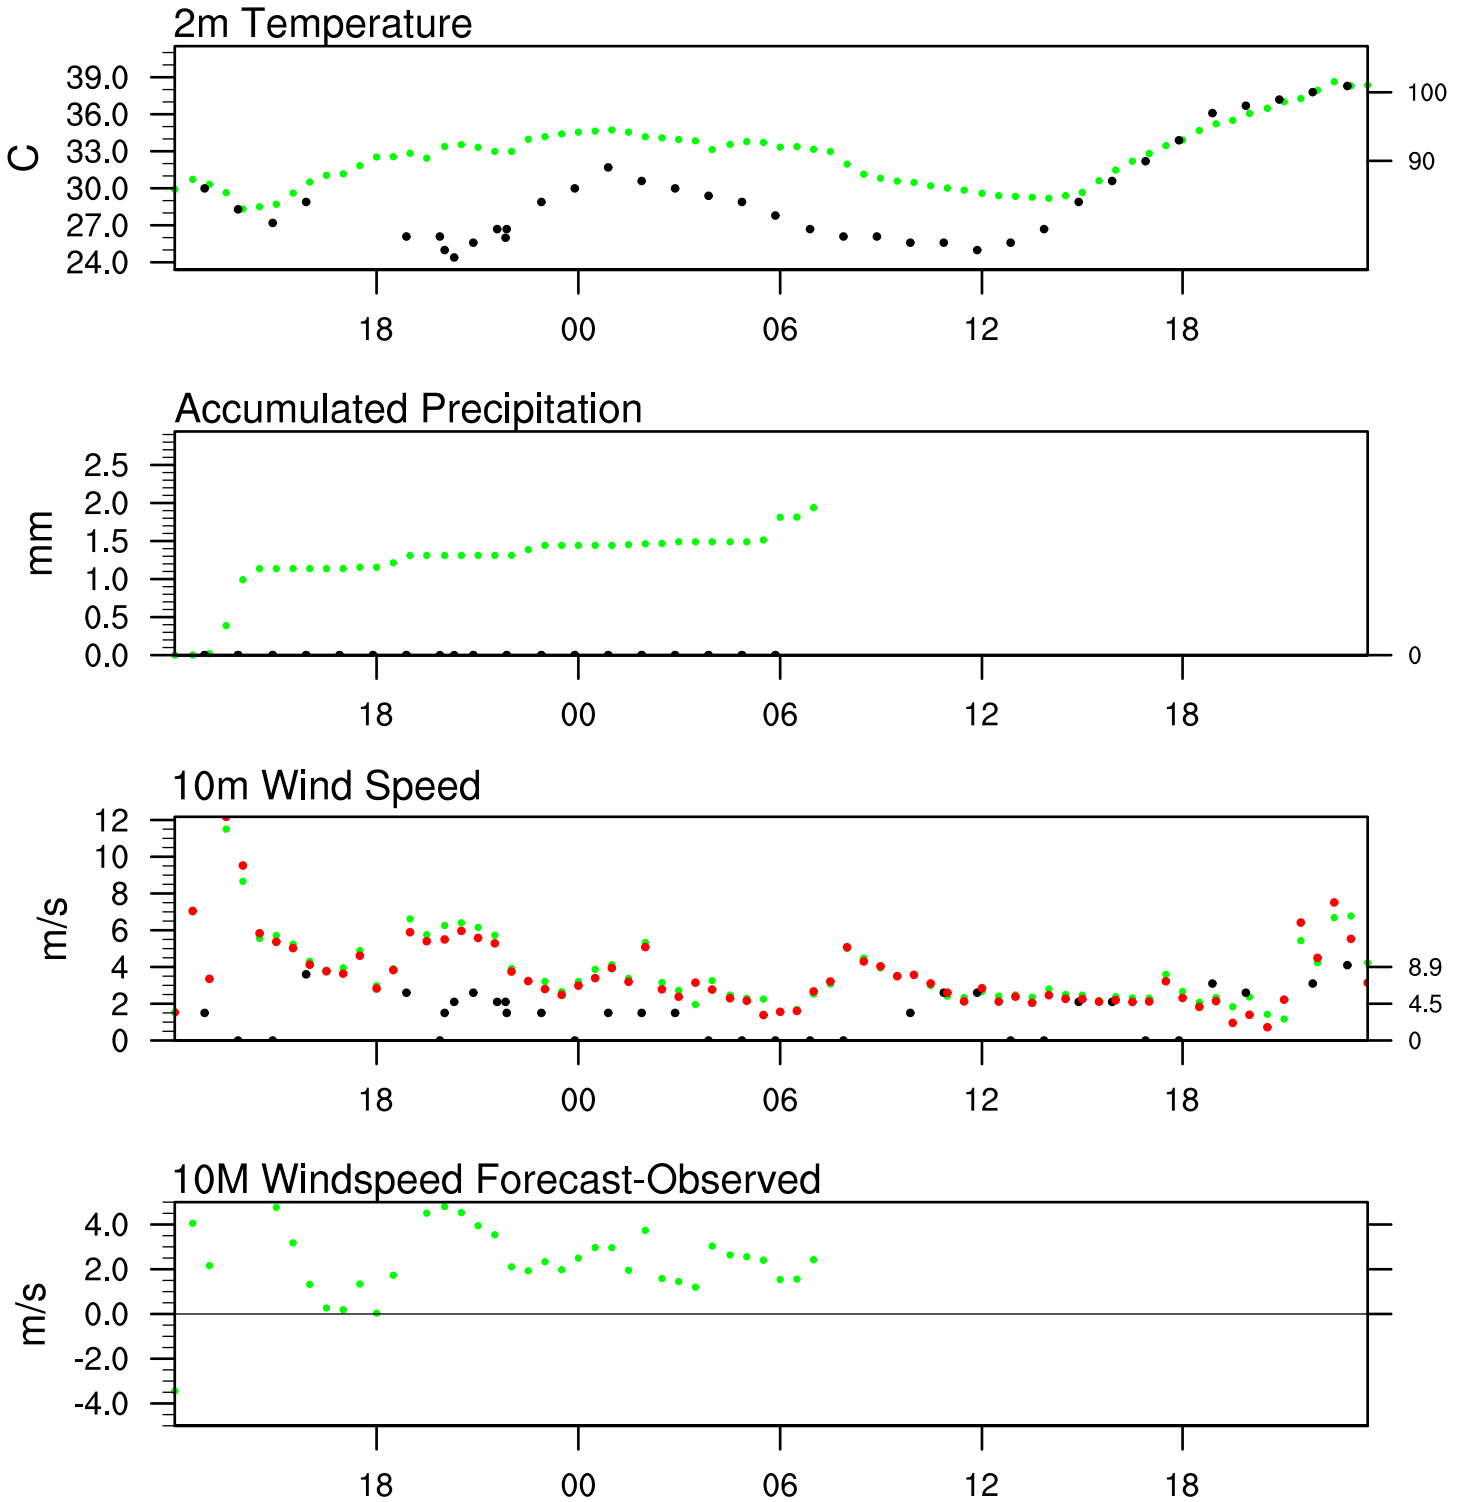 2m Temperature
39.0
36.0
33.0
30.0
27.0
24.0
C
100
90
18 00 06 12 18
Accumulated Precipitation
2.5
2.0
1.5
1.0
0.5
0.0
mm
0
18 00 06 12 18
10m Wind Speed
12
10
8
6
4
2
0
m/s
8.9
4.5
0
18 00 06 12 18
10M Windspeed Forecast-Observed
4.0
2.0
0.0
-2.0
-4.0
m/s
18 00 06 12 18